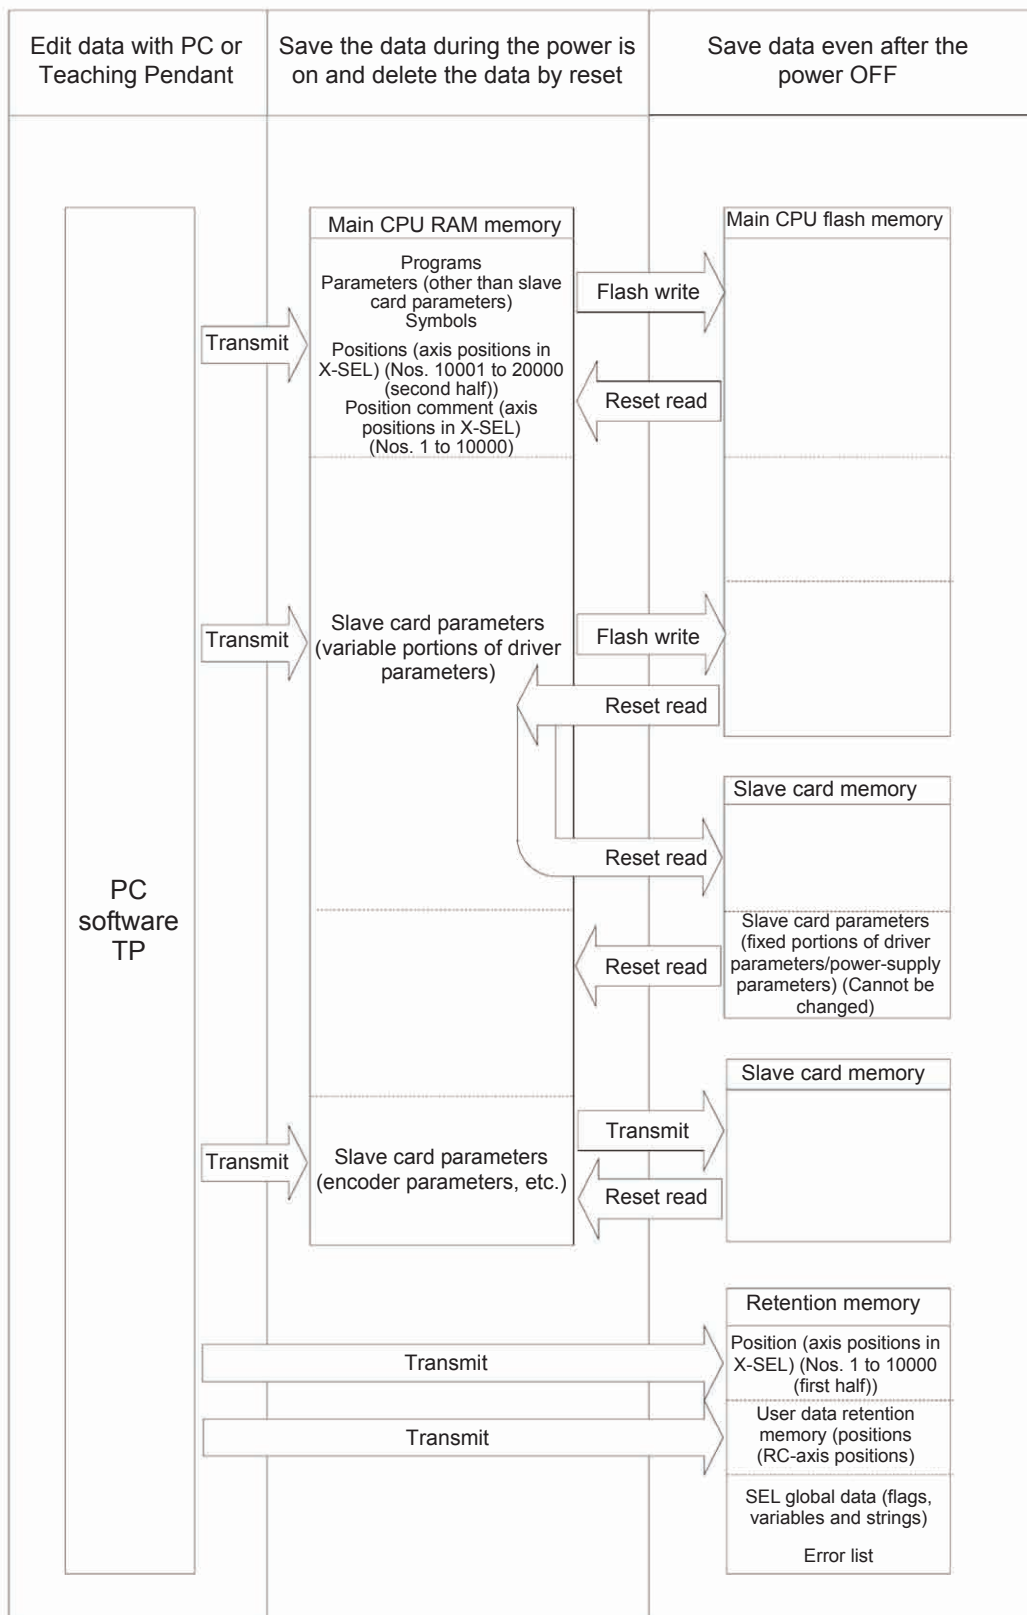 Edit data with PC or
Teaching Pendant
Save the data during the power is
on and delete the data by reset
Save data even after the
power OFF
Main CPU RAM memory
Main CPU flash memory
Programs
Parameters (other than slave
card parameters)
Symbols
Positions (axis positions in
X-SEL) (Nos. 10001 to 20000
(second half))
Position comment (axis
positions in X-SEL)
(Nos. 1 to 10000)
Transmit
Flash write
Reset read
Transmit
Slave card parameters
(variable portions of driver
parameters)
Flash write
Reset read
Slave card memory
Reset read
PC
software
TP
Reset read
Slave card parameters
(fixed portions of driver
parameters/power-supply
parameters) (Cannot be
changed)
Slave card memory
Transmit
Slave card parameters
(encoder parameters, etc.)
Transmit
Reset read
Retention memory
Transmit
Position (axis positions in
X-SEL) (Nos. 1 to 10000
(first half))
Transmit
User data retention
memory (positions
(RC-axis positions)
SEL global data (flags,
variables and strings)
Error list